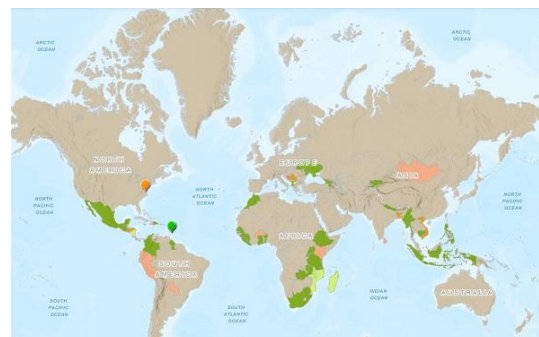 ARCTIC
OCEAN
ARCTIC
OCEAN
NORTH
AMERICA
EUROPE
ASIA
NORTH
PACIFIC
OCEAN
NORTH
ATLANTIC
OCEAN
NORTH
PACIFIC
OCEAN
AFRICA
SOUTH
AMERICA
INDIAN
OCEAN
AUSTRALIA
SOUTH
PACIFIC
OCEAN
SOUTH
ATLANTIC
OCEAN